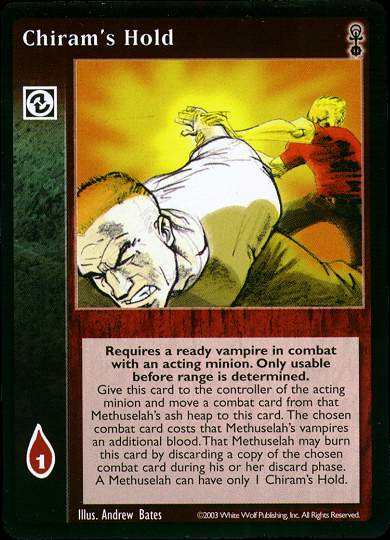 Chiram's Hold
Requires a ready vampire in combat
with an acting minion. Only usable
before range is determined.
Give this card to the controller of the acting
minion and move a combat card from that
Methuselah's ash heap to this card. The chosen
combat card costs that Methuselah's vampires
an additional blood. That Methuselah may burn
this card by discarding a copy of the chosen
combat card during his or her discard phase.
A Methuselah can have only 1 Chiram's Hold.
1
Illus. Andrew Bates
©2003 White Wolf Publishing, Inc. All Rights Reserved.